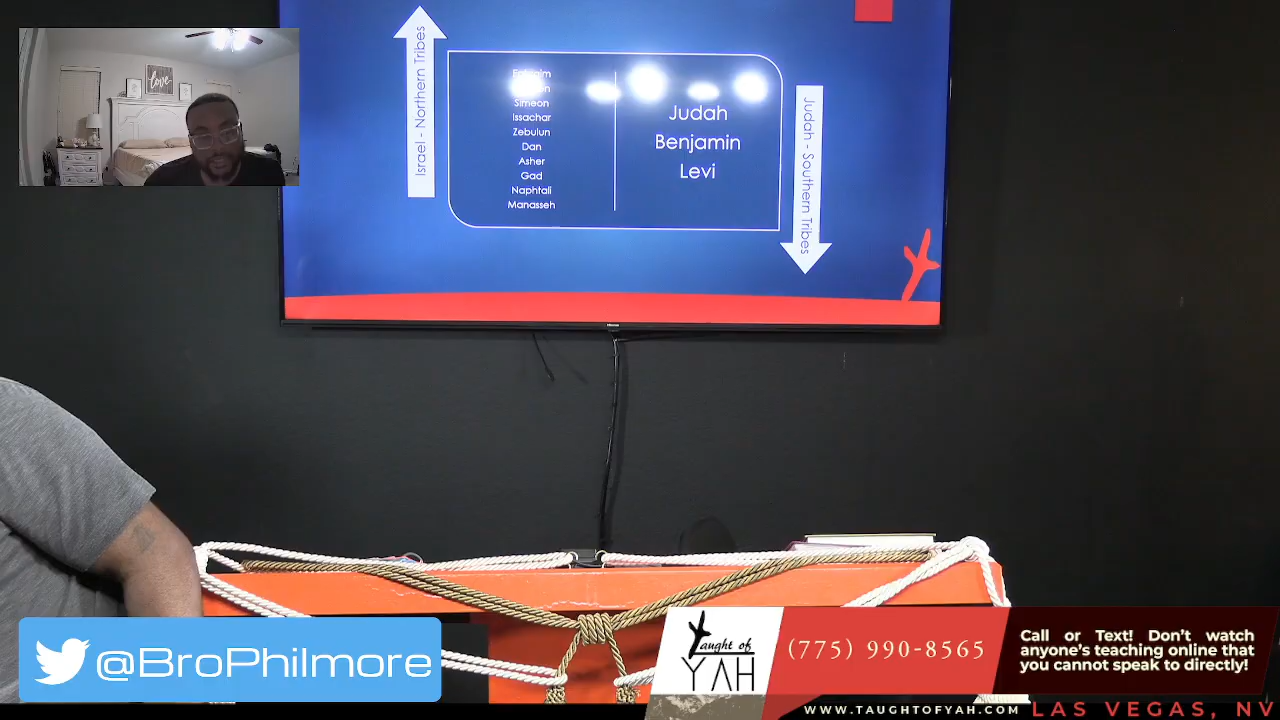 love
Israel - Northern Tribes
Simeon
Issachar
Zebulun
Dan
Asher
Gad
Naphtali
Manasseh
Judah
Benjamin
Levi
Judah - Southern Tribes
@BroPhilmore
Taught of
YAH
(775) 990-8565
Call or Text! Don't watch
anyone's teaching online that
you cannot speak to directly!
WWW.TAUGHTOFYAH.COM
LAS VEGAS, NV